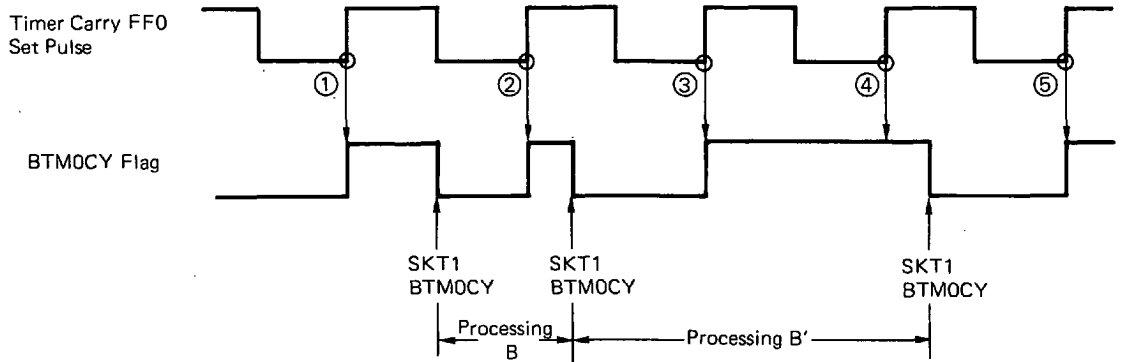 Timer Carry FF0
Set Pulse
① ② ③ ④ ⑤
BTM0CY Flag
SKT1
BTM0CY
SKT1
BTM0CY
SKT1
BTM0CY
Processing
B
Processing B'